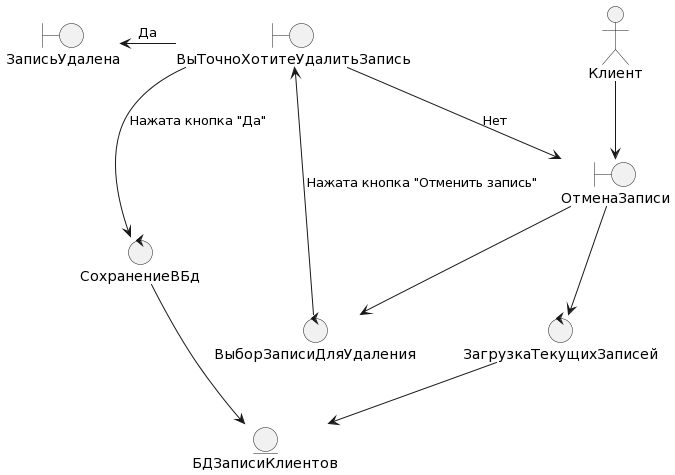 Да
ЗаписьУдалена
ВыТочноХотитеУдалитьЗапись
Клиент
Нажата кнопка "Да"
Нет
Нажата кнопка "Отменить запись"
ОтменаЗаписи
СохранениеВБд
ВыборЗаписиДляУдаления
ЗагрузкаТекущихЗаписей
БДЗаписиКлиентов